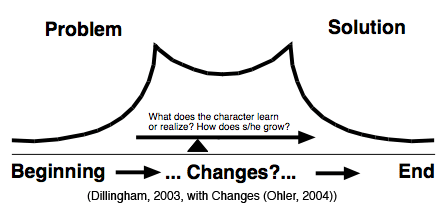 Problem
Solution
What does the character learn
or realize? How does s/he grow?
Beginning ... Changes?... End
(Dillingham, 2003, with Changes (Ohler, 2004))